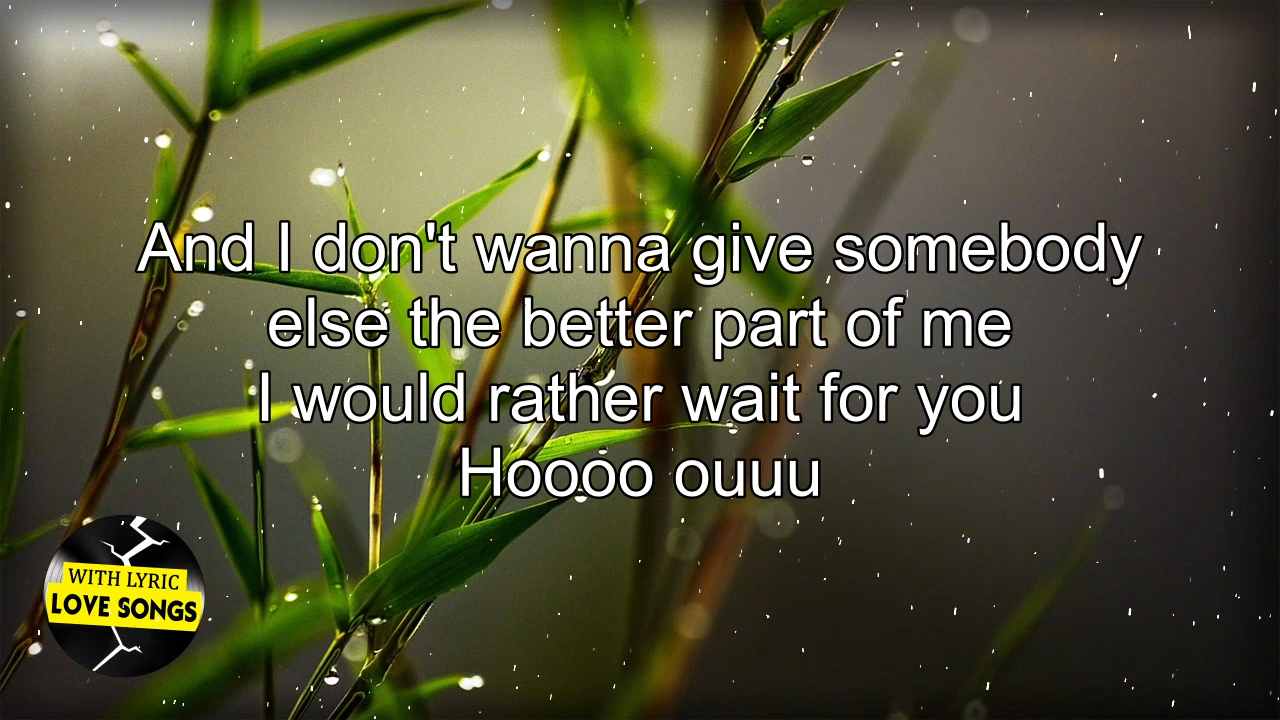 And I don't wanna give somebody
else the better part of me
I would rather wait for you
Hoooo ouuu
WITH LYRIC
LOVE SONGS